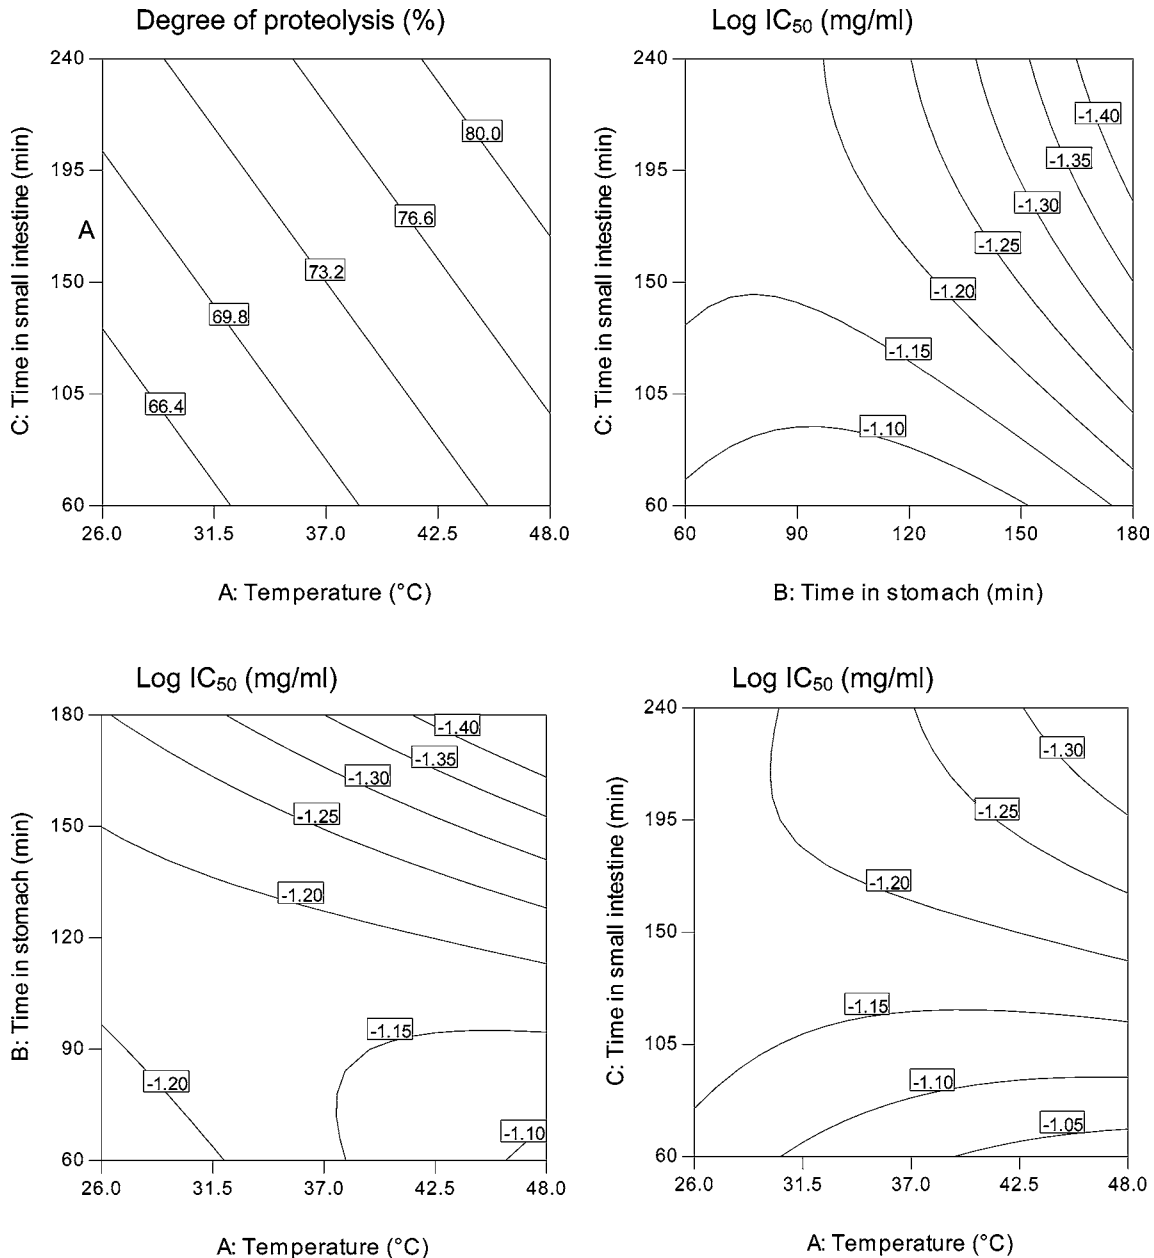 Degree of proteolysis (%)
240
195
150
105
60
C: Time in small intestine (min)
A
80.0
76.6
73.2
69.8
66.4
26.0 31.5 37.0 42.5 48.0
A: Temperature (°C)
Log IC50 (mg/ml)
240
195
150
105
60
C: Time in small intestine (min)
-1.40
-1.35
-1.30
-1.25
-1.20
-1.15
-1.10
60 90 120 150 180
B: Time in stomach (min)
Log IC50 (mg/ml)
180
150
120
90
60
B: Time in stomach (min)
-1.40
-1.35
-1.30
-1.25
-1.20
-1.15
-1.20
-1.10
26.0 31.5 37.0 42.5 48.0
A: Temperature (°C)
Log IC50 (mg/ml)
240
195
150
105
60
C: Time in small intestine (min)
-1.30
-1.25
-1.20
-1.15
-1.10
-1.05
26.0 31.5 37.0 42.5 48.0
A: Temperature (°C)